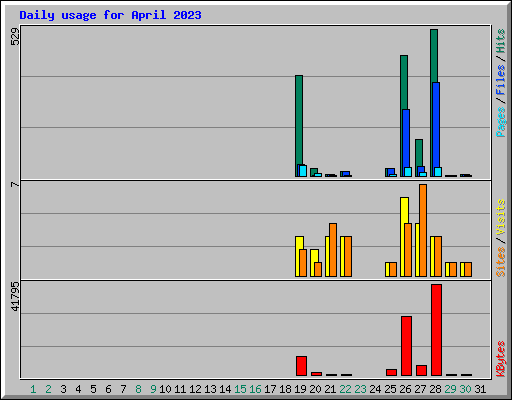 Daily usage for April 2023
529
7
41795
Pages/Files/Hits
Sites/Visits
KBytes
1 2 3 4 5 6 7 8 9 10 11 12 13 14 15 16 17 18 19 20 21 22 23 24 25 26 27 28 29 30 31